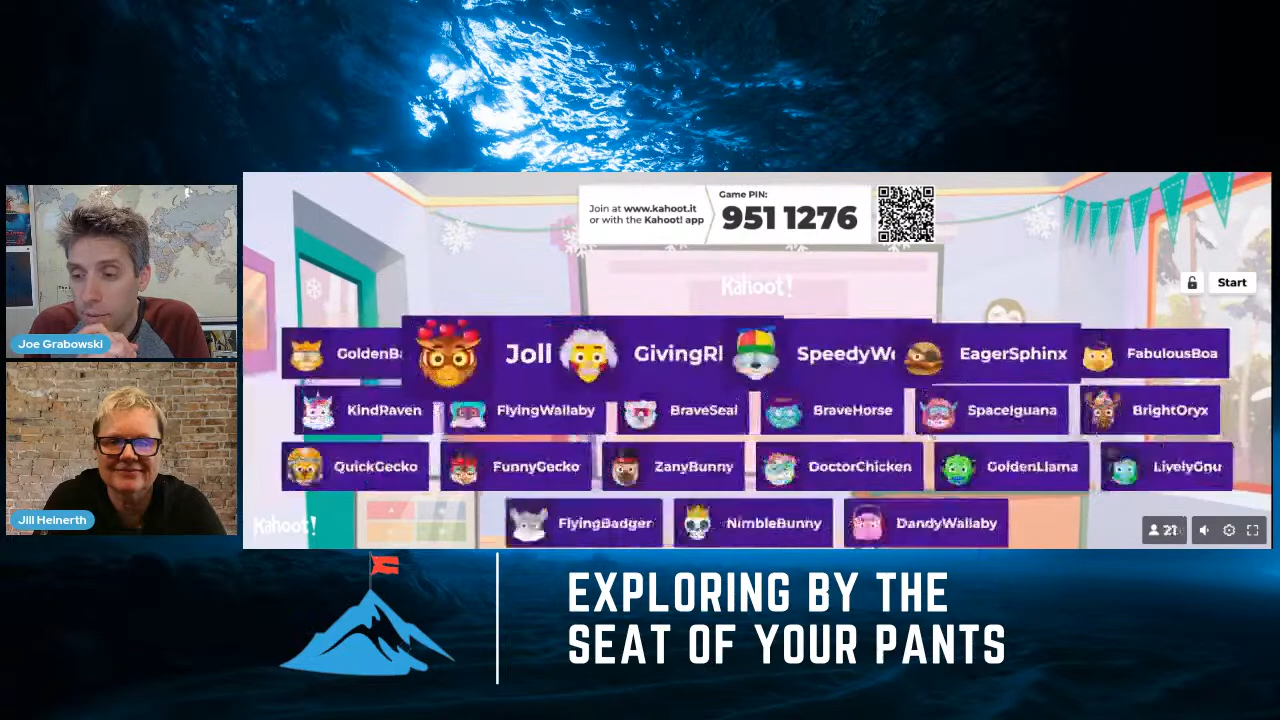 Join at www.kahoot.it
or with the Kahoot! app
Game PIN:
951 1276
Kahoot!
Start
Joll
GivingRl
EagerSphinx
FabulousBoa
KindRaven
FlyingWallaby
BraveSeal
BraveHorse
SpaceIguana
BrightOryx
QuickGecko
FunnyGecko
ZanyBunny
DoctorChicken
GoldenLlama
LivelyGnu
FlyingBadger
NimbleBunny
DandyWallaby
Kahoot!
21
Joe Grabowski
Jill Heinerth
EXPLORING BY THE
SEAT OF YOUR PANTS